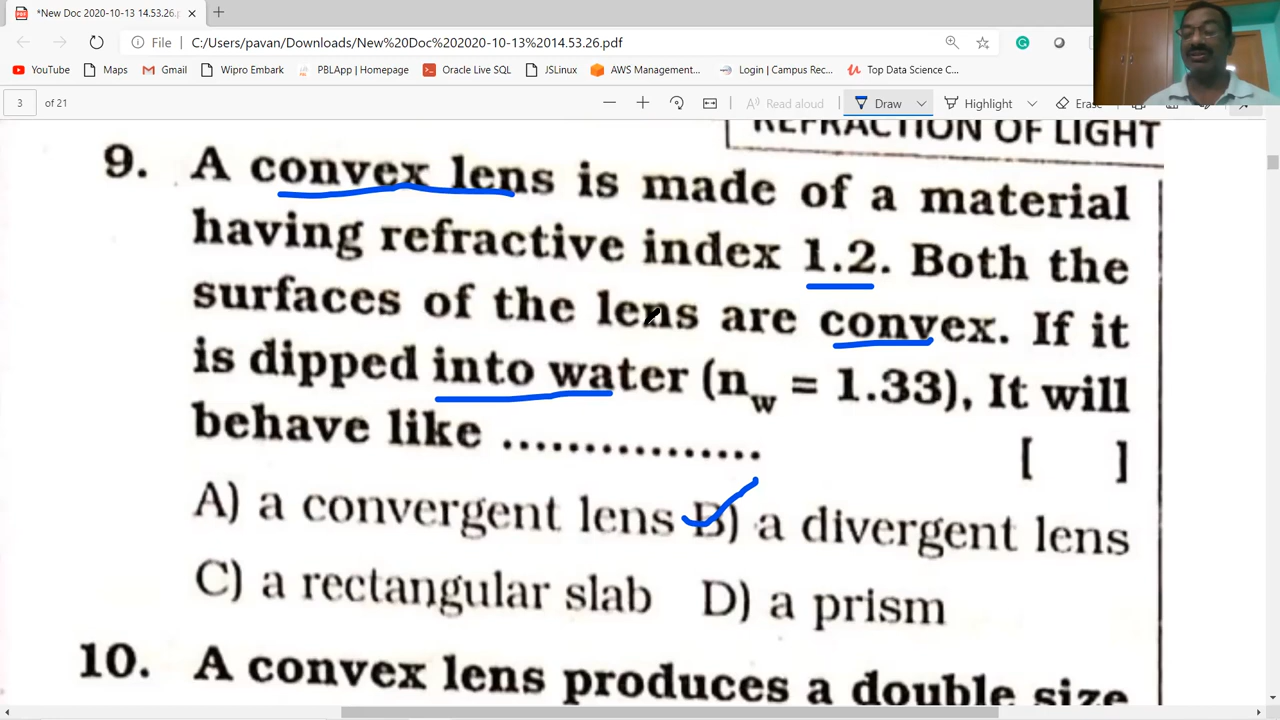 *New Doc 2020-10-13 14.53.26.p
File C:/Users/pavan/Downloads/New%20Doc%202020-10-13%2014.53.26.pdf
YouTube Maps Gmail Wipro Embark PBLApp | Homepage Oracle Live SQL JSLinux AWS Management... Login | Campus Rec... Top Data Science C...
3 of 21 Read aloud Draw Highlight Erase
REFRACTION OF LIGHT
9. A convex lens is made of a material
having refractive index 1.2. Both the
surfaces of the lens are convex. If it
is dipped into water (nw = 1.33), It will
behave like ................ [ ]
A) a convergent lens B) a divergent lens
C) a rectangular slab D) a prism
10. A convex lens produces a double size